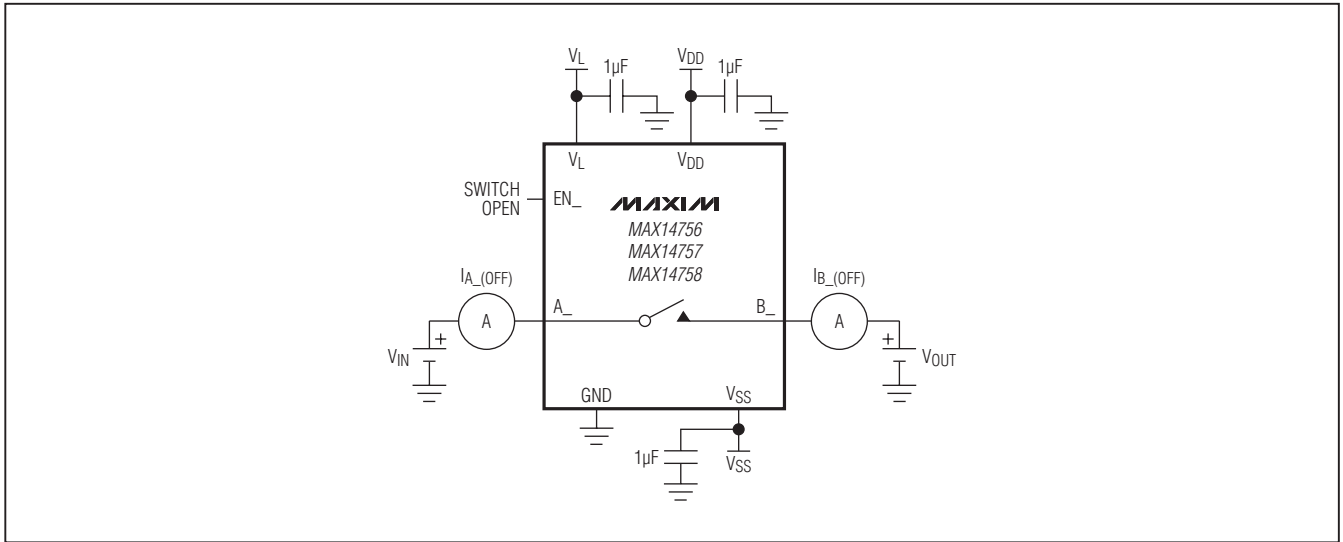 VL
1µF
VDD
1µF
VL
VDD
SWITCH
OPEN
EN_
MAXIM
MAX14756
MAX14757
MAX14758
IA_(OFF)
IB_(OFF)
A
A_
B_
A
+
VIN
+
VOUT
GND
VSS
1µF
VSS